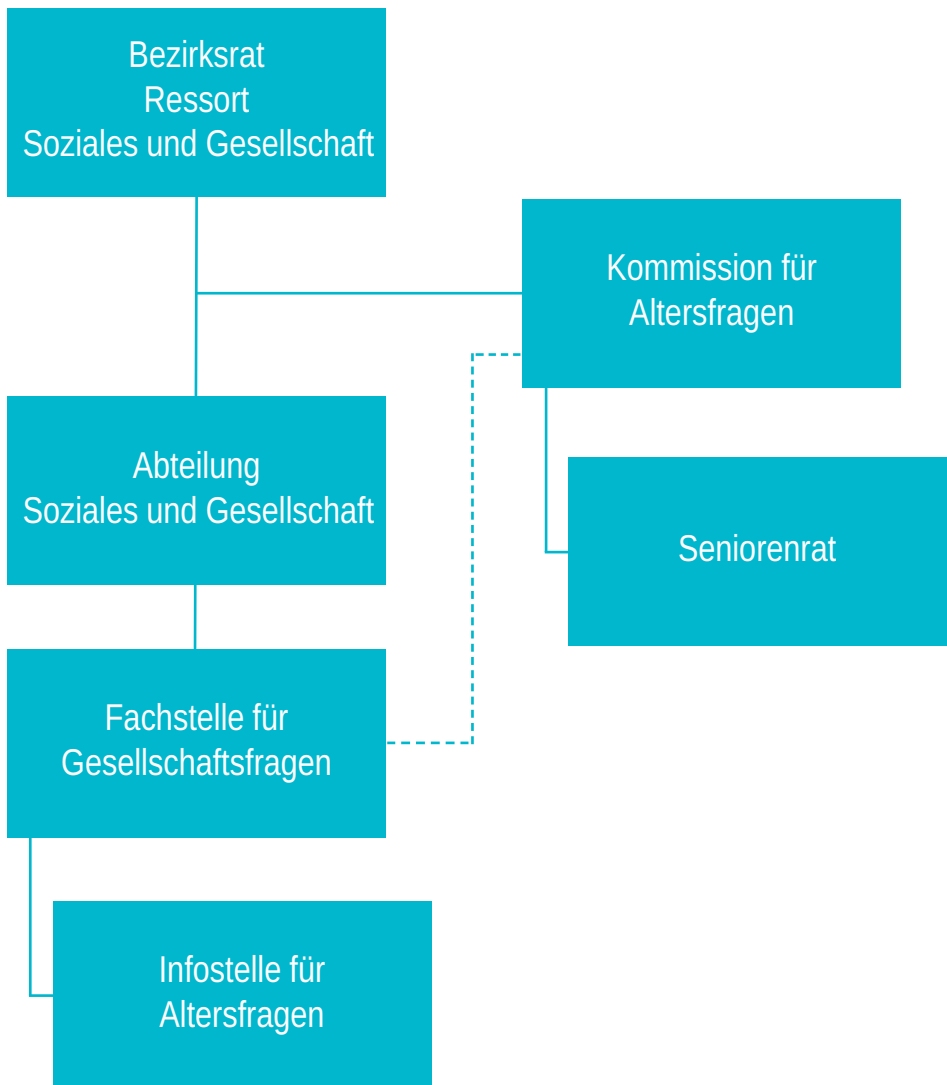 Bezirksrat
Ressort
Soziales und Gesellschaft
Kommission für
Altersfragen
Abteilung
Soziales und Gesellschaft
Seniorenrat
Fachstelle für
Gesellschaftsfragen
Infostelle für
Altersfragen